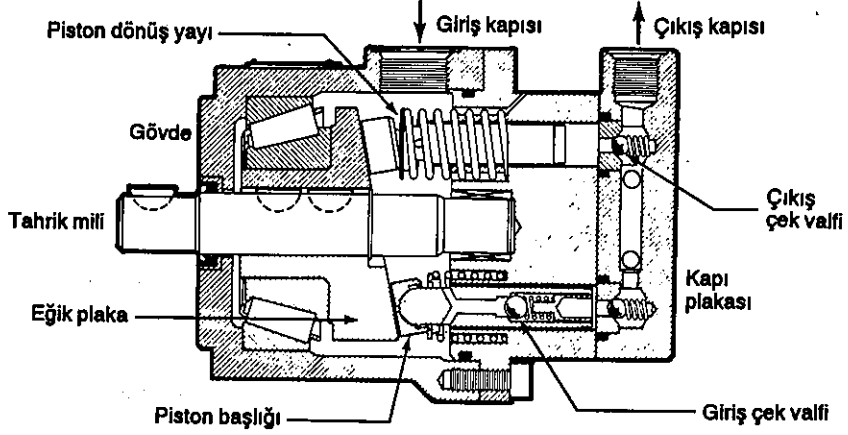 Piston dönüş yayı
Giriş kapısı
Çıkış kapısı
Gövde
Tahrik mili
Çıkış
çek valfi
Kapı
plakası
Eğik plaka
Piston başlığı
Giriş çek valfi